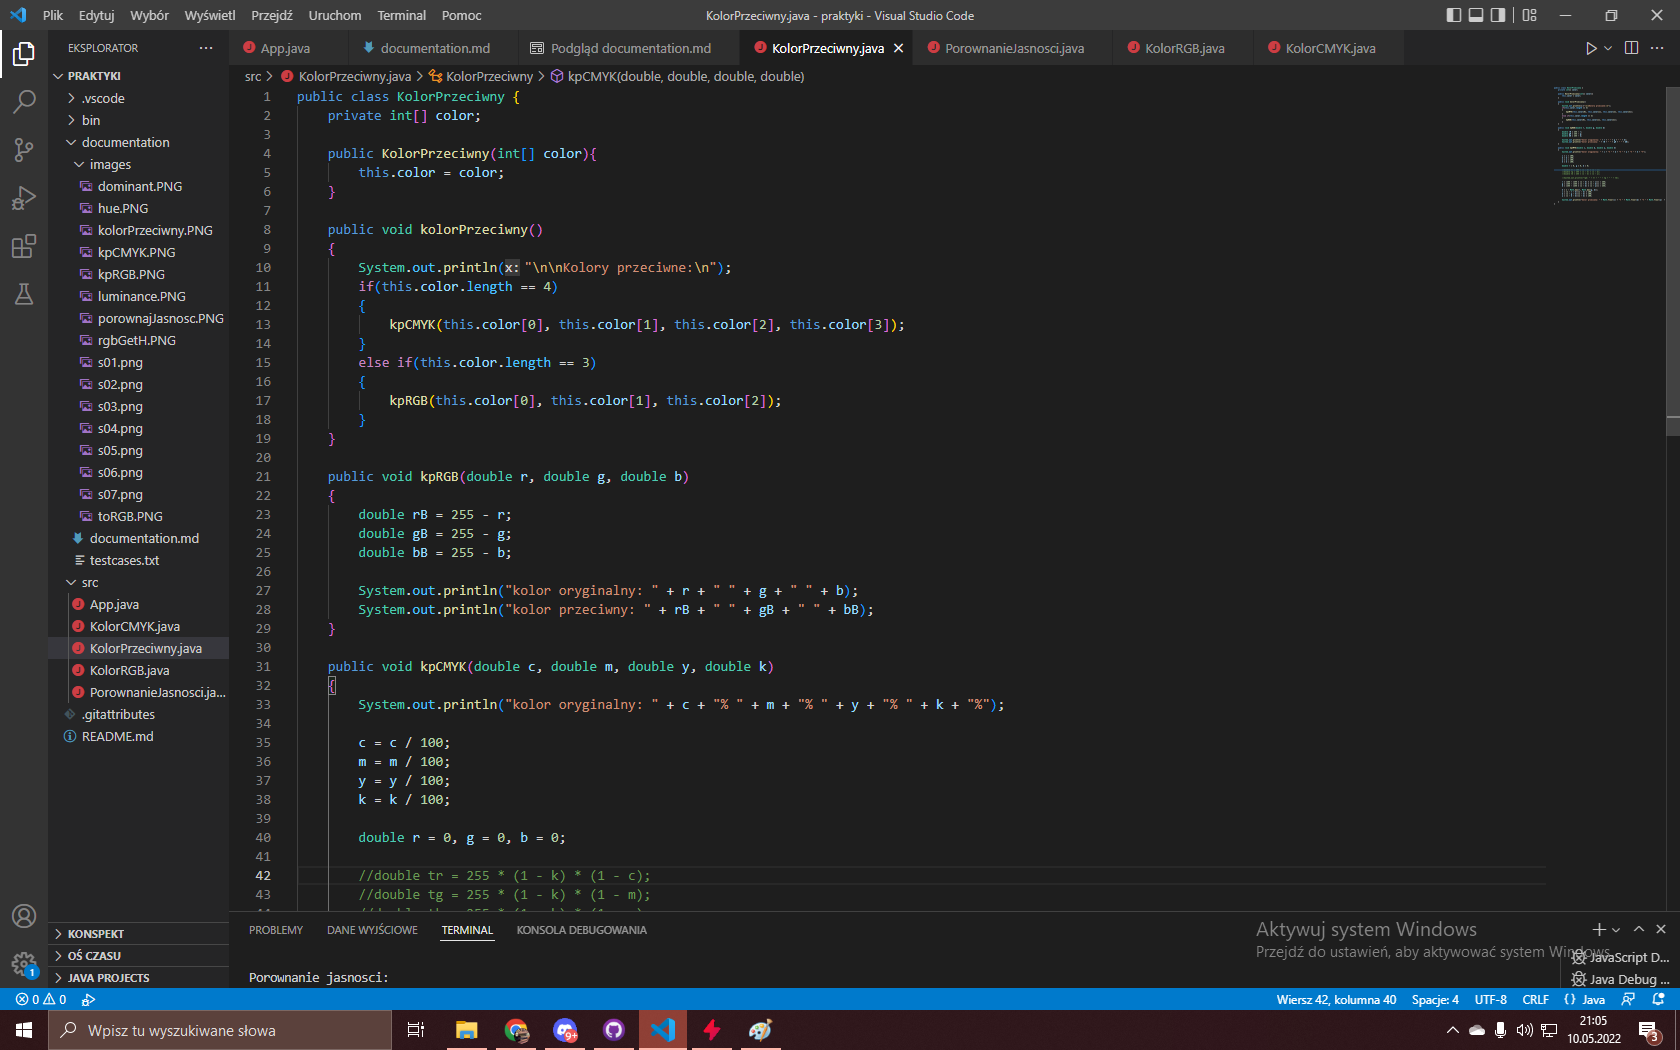 Plik Edytuj Wybór Wyświetl Przejdź Uruchom Terminal Pomoc KolorPrzeciwny.java - praktyki - Visual Studio Code
EKSPLORATOR
App.java documentation.md Podgląd documentation.md KolorPrzeciwny.java PorownanieJasnosci.java KolorRGB.java KolorCMYK.java
src > KolorPrzeciwny.java > KolorPrzeciwny > kpCMYK(double, double, double, double)
PRAKTYKI
.vscode
bin
documentation
images
dominant.PNG
hue.PNG
kolorPrzeciwny.PNG
kpCMYK.PNG
kpRGB.PNG
luminance.PNG
porownajJasnosc.PNG
rgbGetH.PNG
s01.png
s02.png
s03.png
s04.png
s05.png
s06.png
s07.png
toRGB.PNG
documentation.md
testcases.txt
src
App.java
KolorCMYK.java
KolorPrzeciwny.java
KolorRGB.java
PorownanieJasnosci.ja...
.gitattributes
README.md
KONSPEKT
OŚ CZASU
JAVA PROJECTS
1 public class KolorPrzeciwny {
2 private int[] color;
3
4 public KolorPrzeciwny(int[] color){
5 this.color = color;
6 }
7
8 public void kolorPrzeciwny()
9 {
10 System.out.println(x: "\n\nKolory przeciwne:\n");
11 if(this.color.length == 4)
12 {
13 kpCMYK(this.color[0], this.color[1], this.color[2], this.color[3]);
14 }
15 else if(this.color.length == 3)
16 {
17 kpRGB(this.color[0], this.color[1], this.color[2]);
18 }
19 }
20
21 public void kpRGB(double r, double g, double b)
22 {
23 double rB = 255 - r;
24 double gB = 255 - g;
25 double bB = 255 - b;
26
27 System.out.println("kolor oryginalny: " + r + " " + g + " " + b);
28 System.out.println("kolor przeciwny: " + rB + " " + gB + " " + bB);
29 }
30
31 public void kpCMYK(double c, double m, double y, double k)
32 {
33 System.out.println("kolor oryginalny: " + c + "% " + m + "% " + y + "% " + k + "%");
34
35 c = c / 100;
36 m = m / 100;
37 y = y / 100;
38 k = k / 100;
39
40 double r = 0, g = 0, b = 0;
41
42 //double tr = 255 * (1 - k) * (1 - c);
43 //double tg = 255 * (1 - k) * (1 - m);
PROBLEMY DANE WYJŚCIOWE TERMINAL KONSOLA DEBUGOWANIA
Porownanie jasnosci:
Aktywuj system Windows
Przejdź do ustawień, aby aktywować system Windows.
JavaScript D...
Java Debug ...
1
0 0 Wiersz 42, kolumna 40 Spacje: 4 UTF-8 CRLF {} Java
Wpisz tu wyszukiwane słowa
9+
21:05
10.05.2022
3